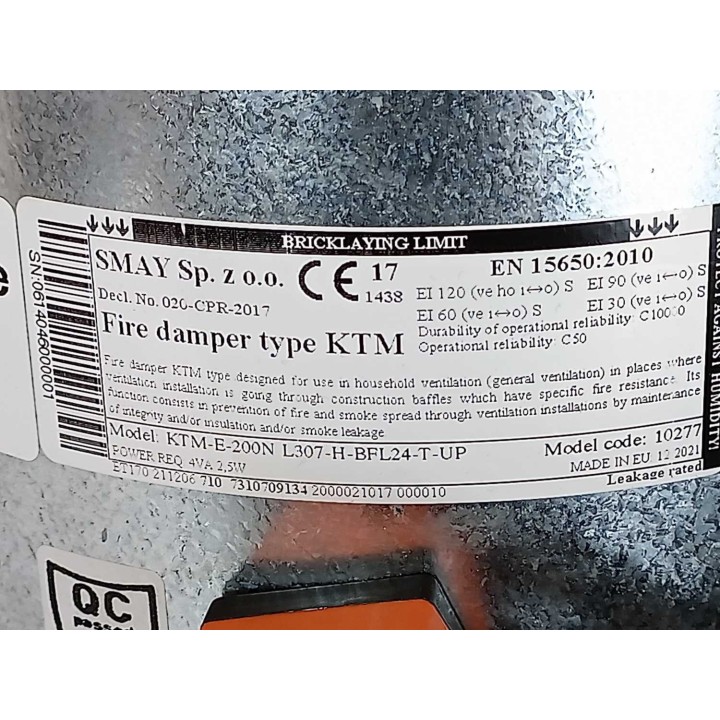 BRICKLAYING LIMIT
SMAY Sp. z o.o.
CE 17
1438
EN 15650:2010
Decl. No. 020-CPR-2017
EI 120 (ve ho i↔o) S EI 90 (ve i↔o) S
EI 60 (ve i↔o) S EI 30 (ve i↔o) S
Fire damper type KTM
Durability of operational reliability C10000
Operational reliability C50
Fire damper KTM type designed for use in household ventilation (general ventilation) in places where
ventilation installation is going through construction baffles which have specific fire resistance. Its
function consists in prevention of fire and smoke spread through ventilation installations by maintenance
of integrity and/or insulation and/or smoke leakage
Model: KTM-E-200N L307-H-BFL24-T-UP
Model code: 10277
POWER REQ. 4VA 2,5W
MADE IN EU 12.2021
ET170 211206 710 7310709134 2000021017 000010
Leakage rated
SN:0614046000001
AGAINST HUMIDITY!
QC
passed